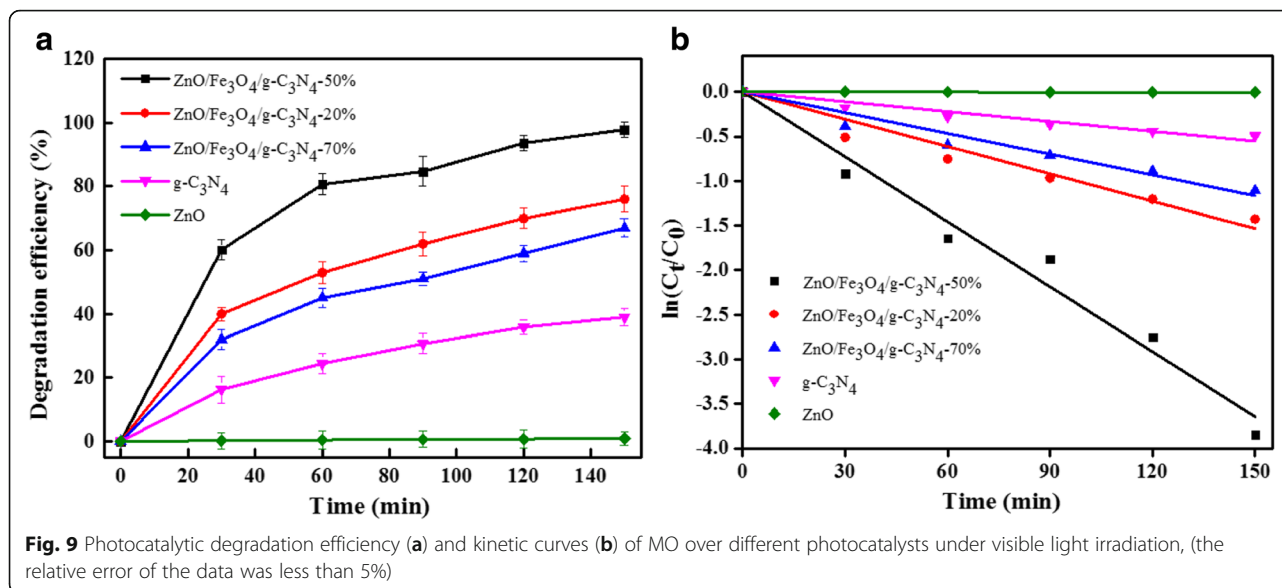 a
120
100
80
60
40
20
0
Degradation efficiency (%)
ZnO/Fe₃O₄/g-C₃N₄-50%
ZnO/Fe₃O₄/g-C₃N₄-20%
ZnO/Fe₃O₄/g-C₃N₄-70%
g-C₃N₄
ZnO
0 20 40 60 80 100 120 140
Time (min)
b
0.0
-0.5
-1.0
-1.5
-2.0
-2.5
-3.0
-3.5
-4.0
ln(Cₜ/C₀)
ZnO/Fe₃O₄/g-C₃N₄-50%
ZnO/Fe₃O₄/g-C₃N₄-20%
ZnO/Fe₃O₄/g-C₃N₄-70%
g-C₃N₄
ZnO
0 30 60 90 120 150
Time (min)
Fig. 9 Photocatalytic degradation efficiency (a) and kinetic curves (b) of MO over different photocatalysts under visible light irradiation, (the
relative error of the data was less than 5%)